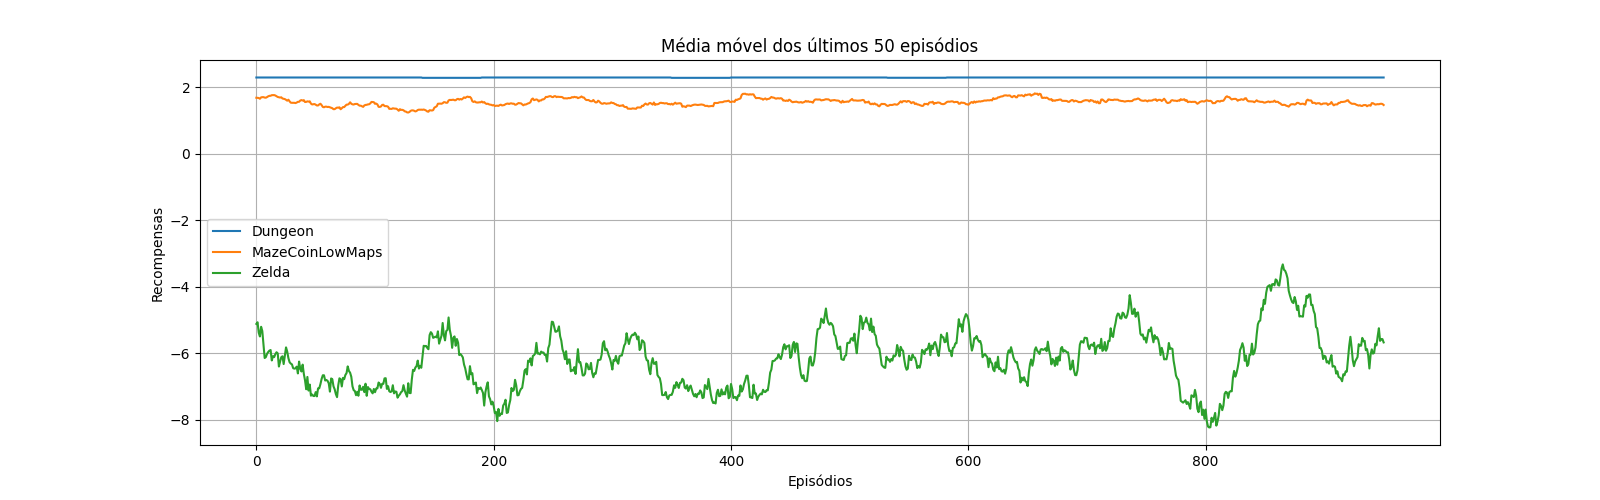 Média móvel dos últimos 50 episódios
2
0
−2
−4
−6
−8
Recompensas
Dungeon
MazeCoinLowMaps
Zelda
0
200
400
600
800
Episódios